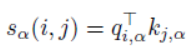 s_α(i, j) = q_{i,α}^⊤ k_{j,α}